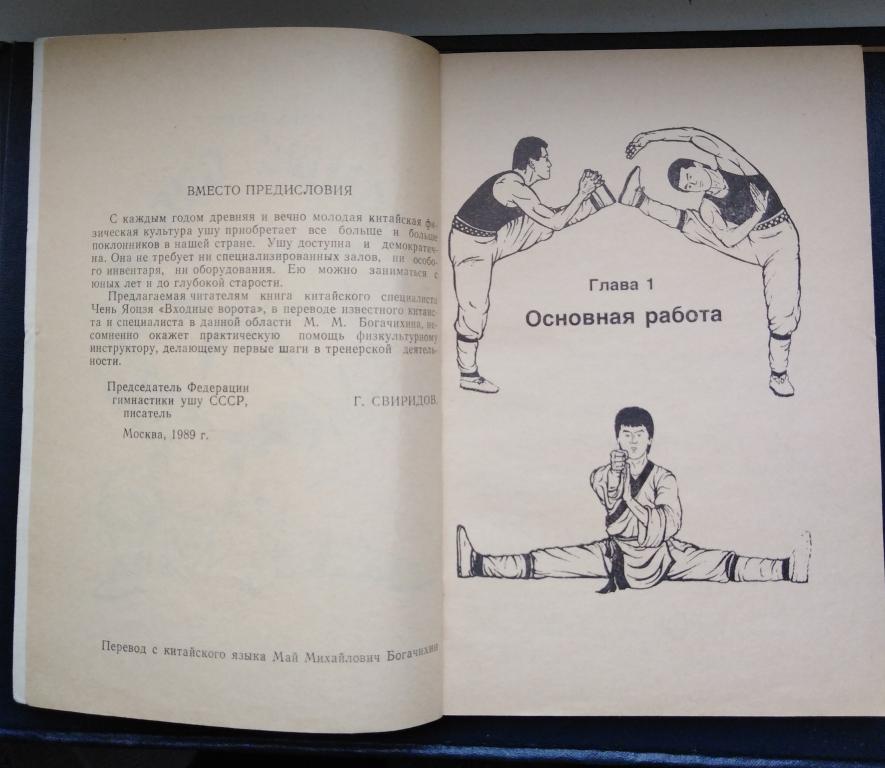 ВМЕСТО ПРЕДИСЛОВИЯ
С каждым годом древняя и вечно молодая китайская фи-
зическая культура ушу приобретает все больше и больше
поклонников в нашей стране. Ушу доступна и демократич-
на. Она не требует ни специализированных залов, ни особо-
го инвентаря, ни оборудования. Ею можно заниматься с
юных лет и до глубокой старости.
Предлагаемая читателям книга китайского специалиста
Чень Яоцзя «Входные ворота», в переводе известного китаис-
та и специалиста в данной области М. М. Богачихина, не-
сомненно окажет практическую помощь физкультурному
инструктору, делающему первые шаги в тренерской деятель-
ности.
Председатель Федерации
гимнастики ушу СССР,
писатель Г. СВИРИДОВ.
Москва, 1989 г.
Перевод с китайского языка Май Михайлович Богачихин
Глава 1
Основная работа